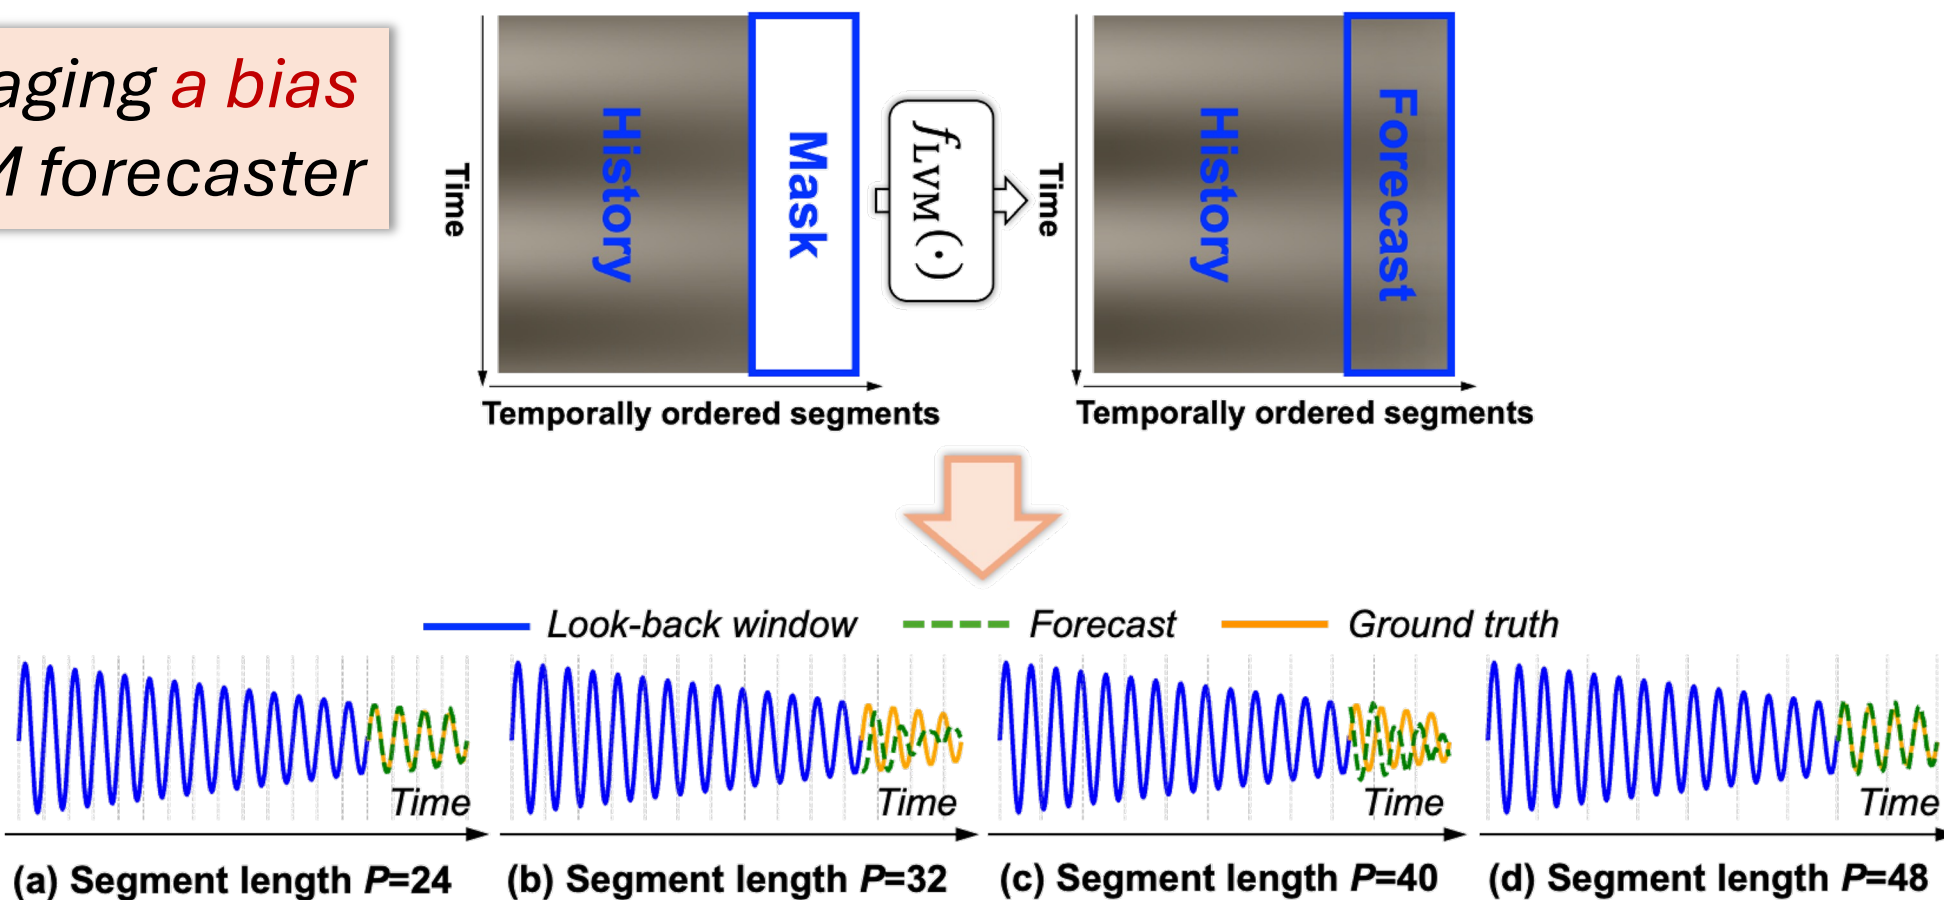 aging a bias
M forecaster
Time
History
Mask
Temporally ordered segments
f_LVM(·)
Time
History
Forecast
Temporally ordered segments
Look-back window
Forecast
Ground truth
Time
Time
Time
Time
(a) Segment length P=24
(b) Segment length P=32
(c) Segment length P=40
(d) Segment length P=48